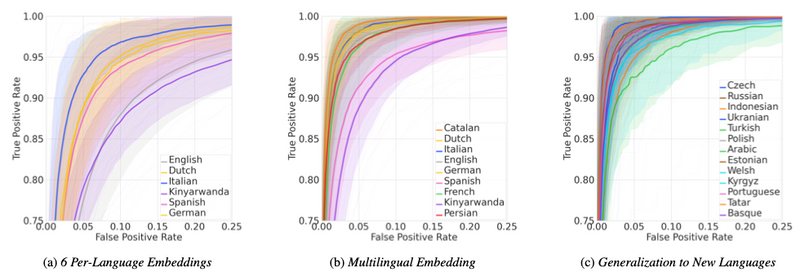 1.00
0.95
0.90
0.85
0.80
0.75
True Positive Rate
0.00 0.05 0.10 0.15 0.20 0.25
False Positive Rate
English
Dutch
Italian
Kinyarwanda
Spanish
German
(a) 6 Per-Language Embeddings
1.00
0.95
0.90
0.85
0.80
0.75
True Positive Rate
0.00 0.05 0.10 0.15 0.20 0.25
False Positive Rate
Catalan
Dutch
Italian
English
German
Spanish
French
Kinyarwanda
Persian
(b) Multilingual Embedding
1.00
0.95
0.90
0.85
0.80
0.75
True Positive Rate
0.00 0.05 0.10 0.15 0.20 0.25
False Positive Rate
Czech
Russian
Indonesian
Ukranian
Turkish
Polish
Arabic
Estonian
Welsh
Kyrgyz
Portuguese
Tatar
Basque
(c) Generalization to New Languages